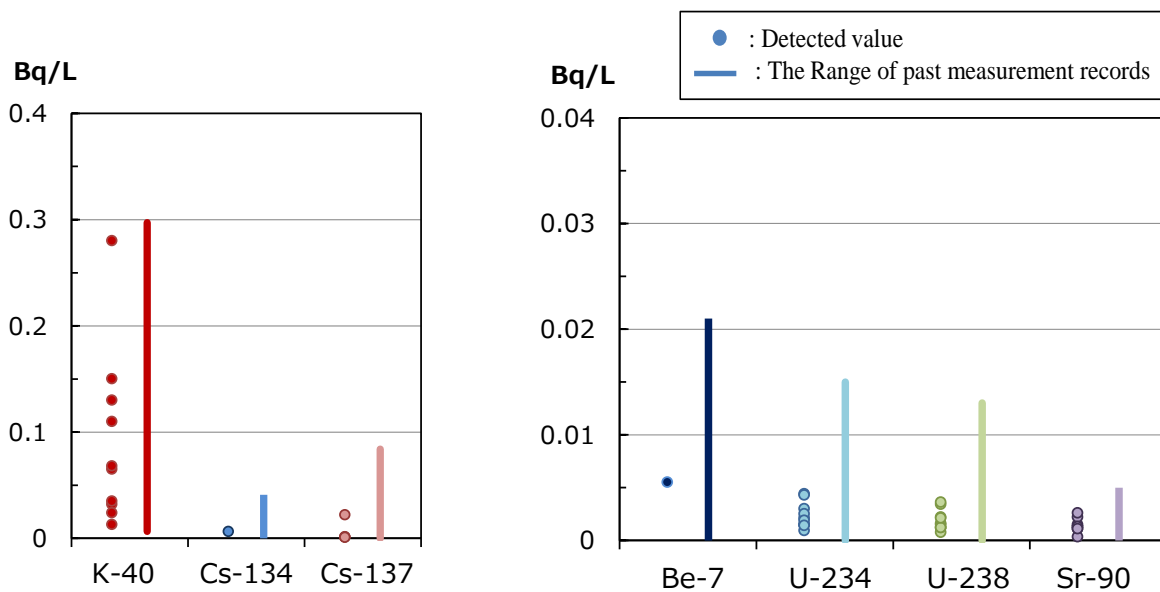 : Detected value
: The Range of past measurement records
Bq/L
0.4
0.3
0.2
0.1
0
K-40 Cs-134 Cs-137
Bq/L
0.04
0.03
0.02
0.01
0
Be-7 U-234 U-238 Sr-90